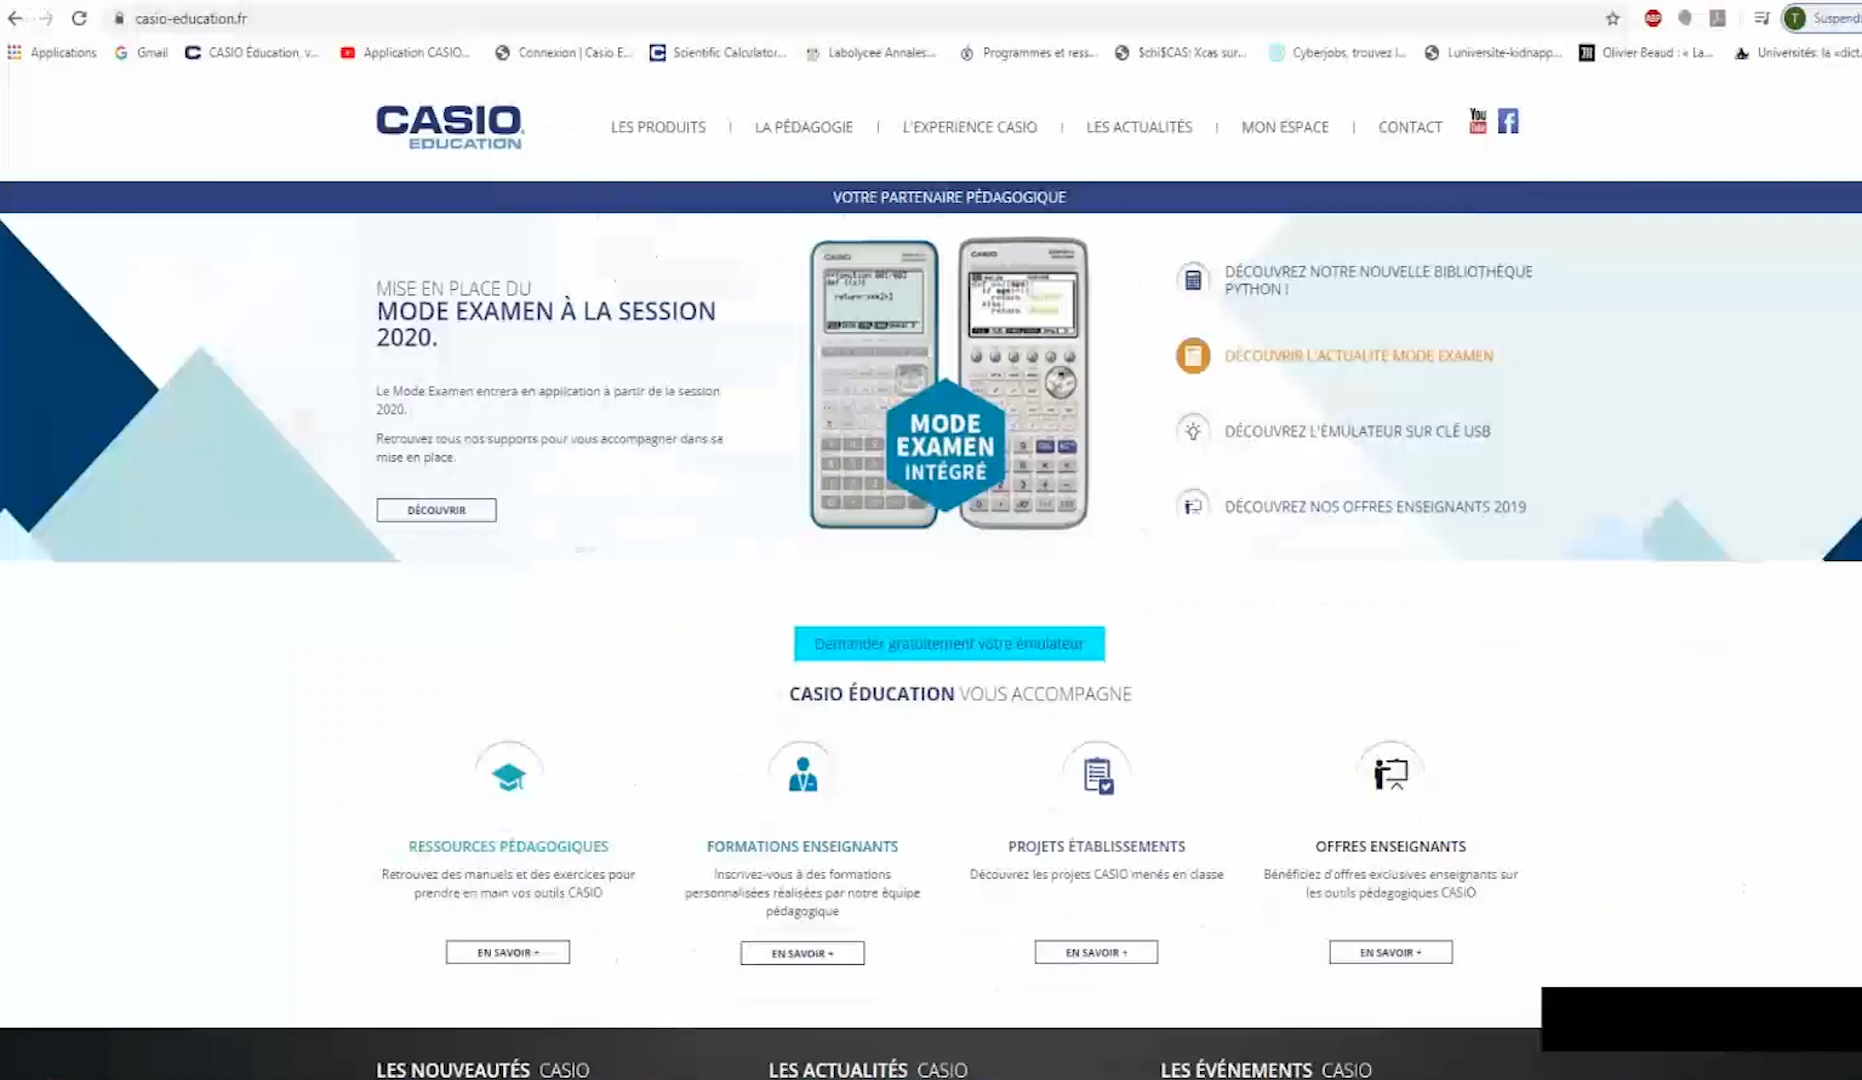 casio-education.fr
Suspend
Applications
Gmail
CASIO Éducation, v...
Application CASIO...
Connexion | Casio E...
Scientific Calculator...
Labolycee Annales...
Programmes et ress...
$chi$CAS: Xcas sur...
Cyberjobs, trouvez l...
Luniversite-kidnapp...
Olivier Beaud : « La...
Universités: la «dict.
CASIO
EDUCATION
LES PRODUITS
LA PÉDAGOGIE
L'EXPERIENCE CASIO
LES ACTUALITÉS
MON ESPACE
CONTACT
You
VOTRE PARTENAIRE PÉDAGOGIQUE
MISE EN PLACE DU
MODE EXAMEN À LA SESSION
2020.
Le Mode Examen entrera en application à partir de la session
2020.
Retrouvez tous nos supports pour vous accompagner dans sa
mise en place.
DÉCOUVRIR
CASIO
CASIO
MODE
EXAMEN
INTÉGRÉ
DÉCOUVREZ NOTRE NOUVELLE BIBLIOTHÈQUE
PYTHON !
DÉCOUVRIR L'ACTUALITÉ MODE EXAMEN
DÉCOUVREZ L'ÉMULATEUR SUR CLÉ USB
DÉCOUVREZ NOS OFFRES ENSEIGNANTS 2019
Demander gratuitement votre émulateur
CASIO ÉDUCATION VOUS ACCOMPAGNE
RESSOURCES PÉDAGOGIQUES
Retrouvez des manuels et des exercices pour
prendre en main vos outils CASIO
EN SAVOIR +
FORMATIONS ENSEIGNANTS
Inscrivez-vous à des formations
personnalisées réalisées par notre équipe
pédagogique
EN SAVOIR +
PROJETS ÉTABLISSEMENTS
Découvrez les projets CASIO menés en classe
EN SAVOIR +
OFFRES ENSEIGNANTS
Bénéficiez d'offres exclusives enseignants sur
les outils pédagogiques CASIO
EN SAVOIR +
LES NOUVEAUTÉS CASIO
LES ACTUALITÉS CASIO
LES ÉVÉNEMENTS CASIO